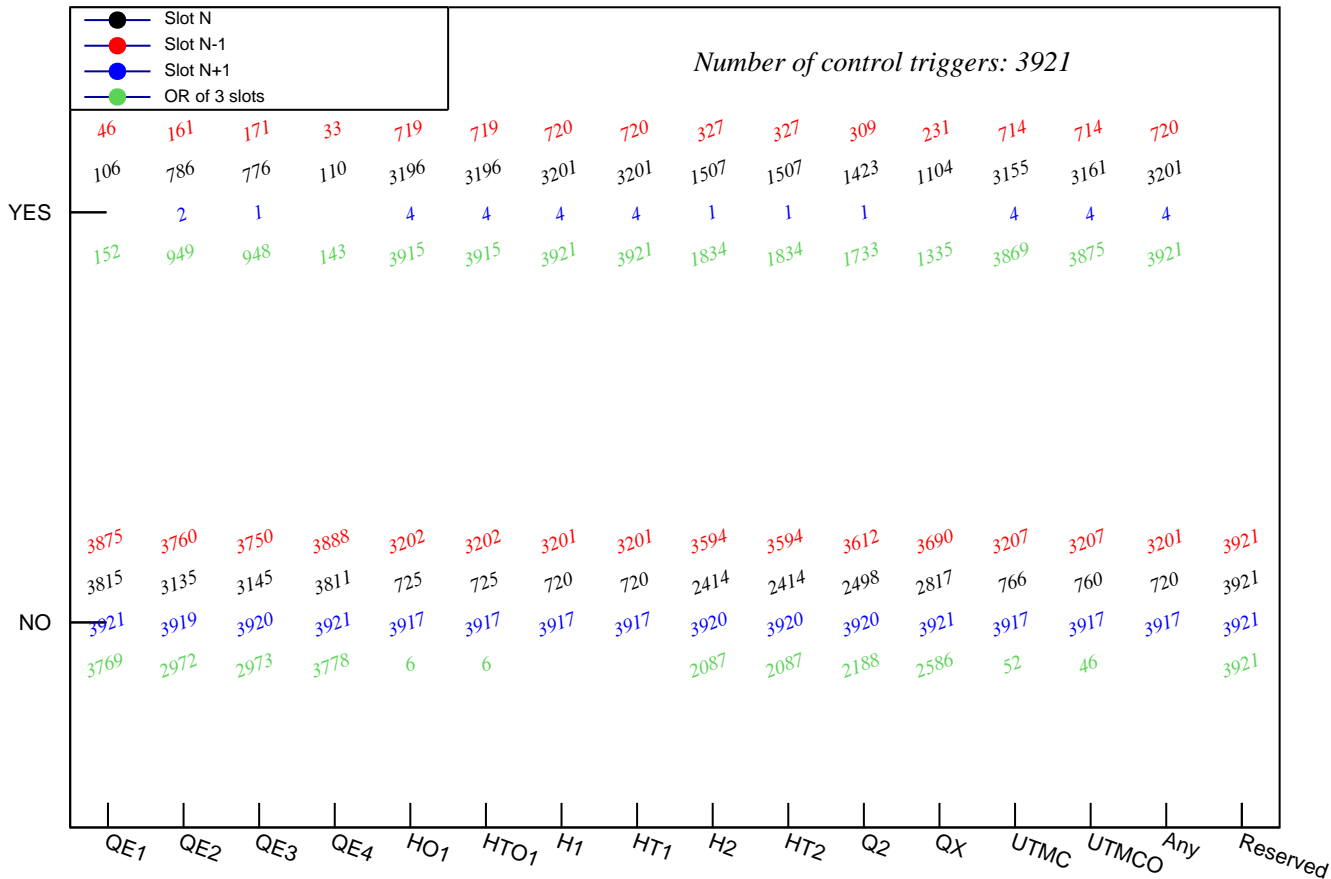 Slot N
Slot N-1
Slot N+1
OR of 3 slots
Number of control triggers: 3921
46 161 171 33 719 719 720 720 327 327 309 231 714 714 720
106 786 776 110 3196 3196 3201 3201 1507 1507 1423 1104 3155 3161 3201
YES 2 1 4 4 4 4 1 1 1 4 4 4
152 949 948 143 3915 3915 3921 3921 1834 1834 1733 1335 3869 3875 3921
3875 3760 3750 3888 3202 3202 3201 3201 3594 3594 3612 3690 3207 3207 3201 3921
3815 3135 3145 3811 725 725 720 720 2414 2414 2498 2817 766 760 720 3921
NO 3921 3919 3920 3921 3917 3917 3917 3917 3920 3920 3920 3921 3917 3917 3917 3921
3769 2972 2973 3778 6 6 2087 2087 2188 2586 52 46 3921
QE1 QE2 QE3 QE4 HO1 HTO1 H1 HT1 H2 HT2 Q2 QX UTMC UTMCO Any Reserved